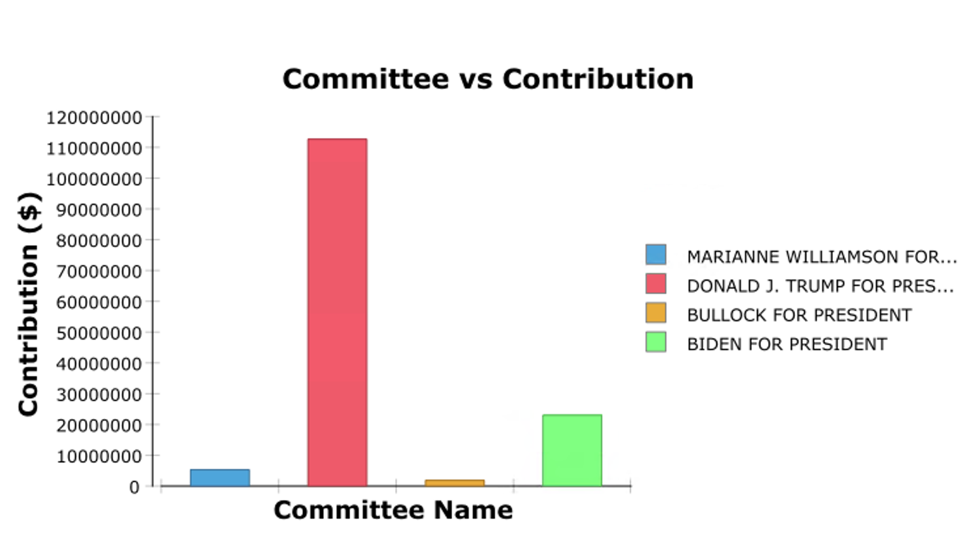 Committee vs Contribution
120000000
110000000
100000000
90000000
80000000
70000000
60000000
50000000
40000000
30000000
20000000
10000000
0
Contribution ($)
Committee Name
MARIANNE WILLIAMSON FOR...
DONALD J. TRUMP FOR PRES...
BULLOCK FOR PRESIDENT
BIDEN FOR PRESIDENT